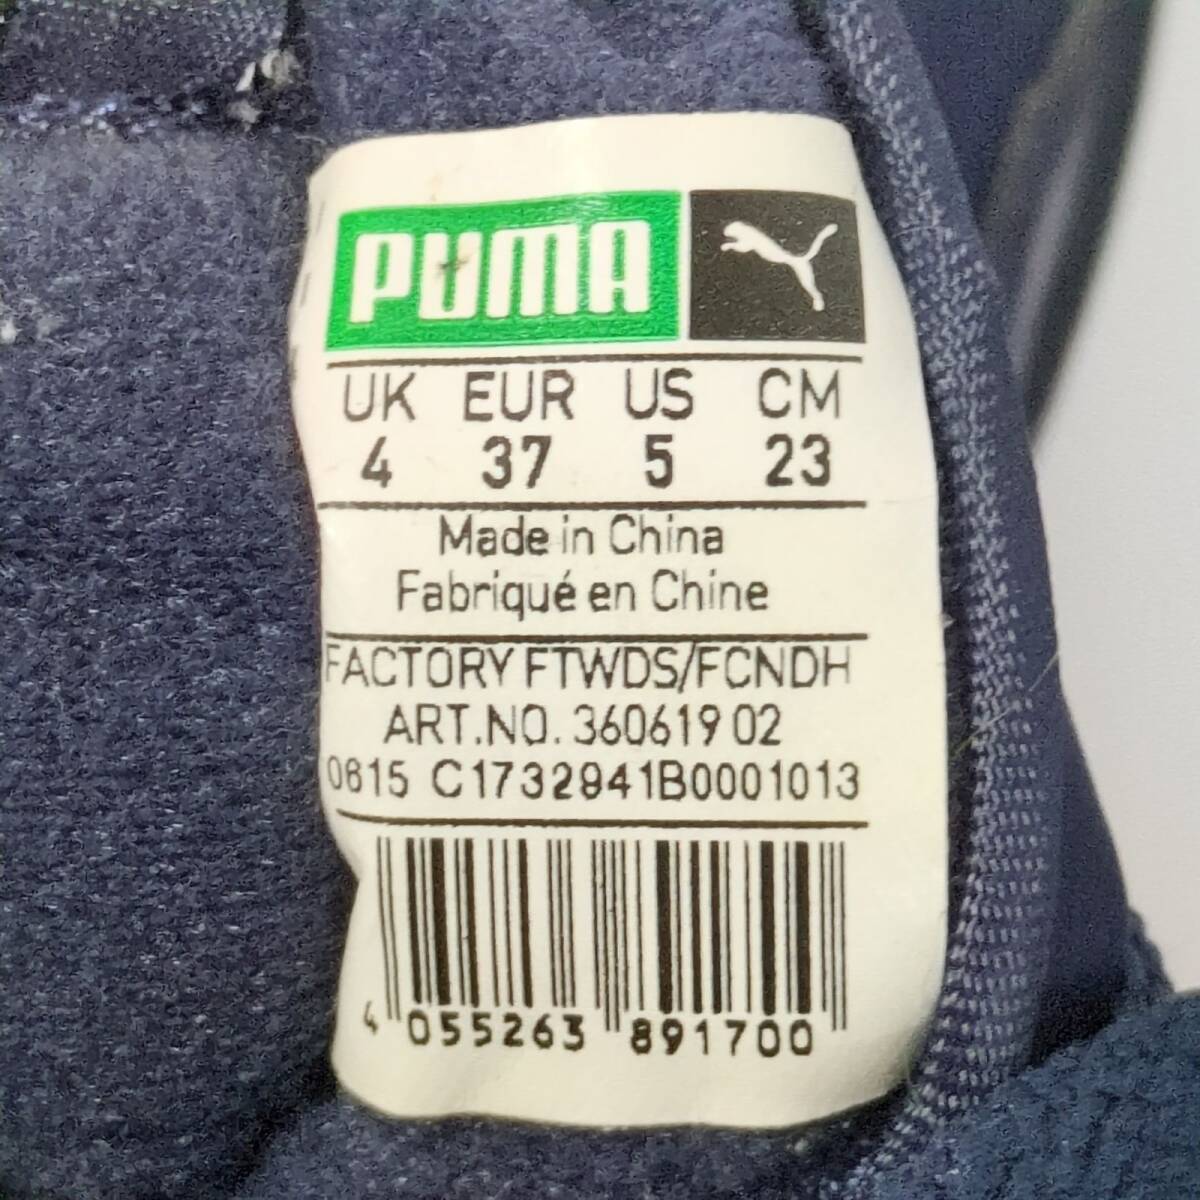 PUMA
UK EUR US CM
4 37 5 23
Made in China
Fabriqué en Chine
FACTORY FTWDS/FCNDH
ART.NO. 360619 02
0815 C1732941B0001013
4 055263 891700